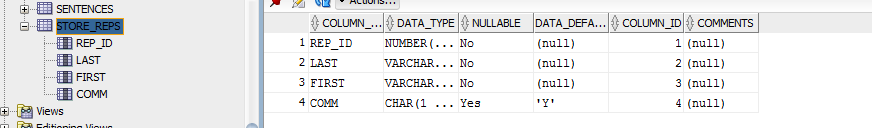 SENTENCES
STORE_REPS
REP_ID
LAST
FIRST
COMM
Views
Actions...
COLUMN_... DATA_TYPE NULLABLE DATA_DEFA... COLUMN_ID COMMENTS
1 REP_ID NUMBER(... No (null) 1 (null)
2 LAST VARCHAR... No (null) 2 (null)
3 FIRST VARCHAR... No (null) 3 (null)
4 COMM CHAR(1 ... Yes 'Y' 4 (null)